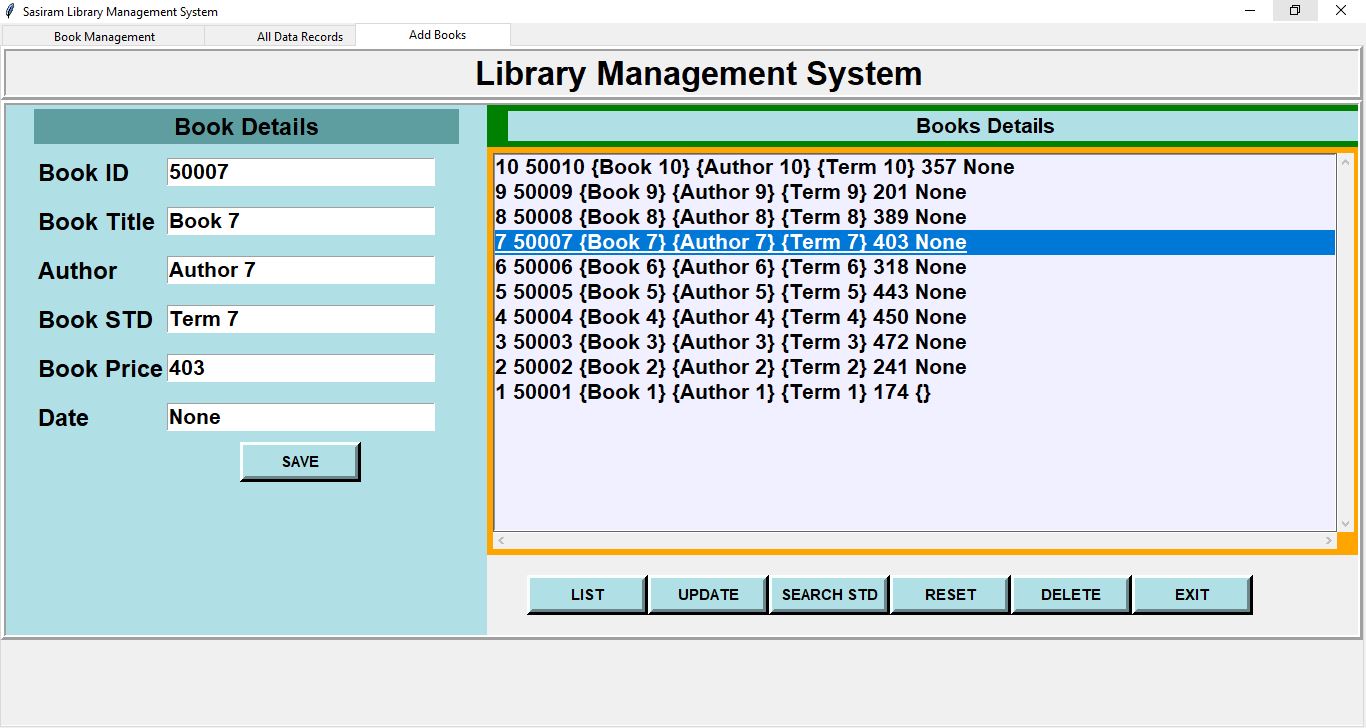 Sasiram Library Management System
Book Management All Data Records Add Books
Library Management System
Book Details
Book ID 50007
Book Title Book 7
Author Author 7
Book STD Term 7
Book Price 403
Date None
SAVE
Books Details
10 50010 {Book 10} {Author 10} {Term 10} 357 None
9 50009 {Book 9} {Author 9} {Term 9} 201 None
8 50008 {Book 8} {Author 8} {Term 8} 389 None
7 50007 {Book 7} {Author 7} {Term 7} 403 None
6 50006 {Book 6} {Author 6} {Term 6} 318 None
5 50005 {Book 5} {Author 5} {Term 5} 443 None
4 50004 {Book 4} {Author 4} {Term 4} 450 None
3 50003 {Book 3} {Author 3} {Term 3} 472 None
2 50002 {Book 2} {Author 2} {Term 2} 241 None
1 50001 {Book 1} {Author 1} {Term 1} 174 {}
LIST UPDATE SEARCH STD RESET DELETE EXIT